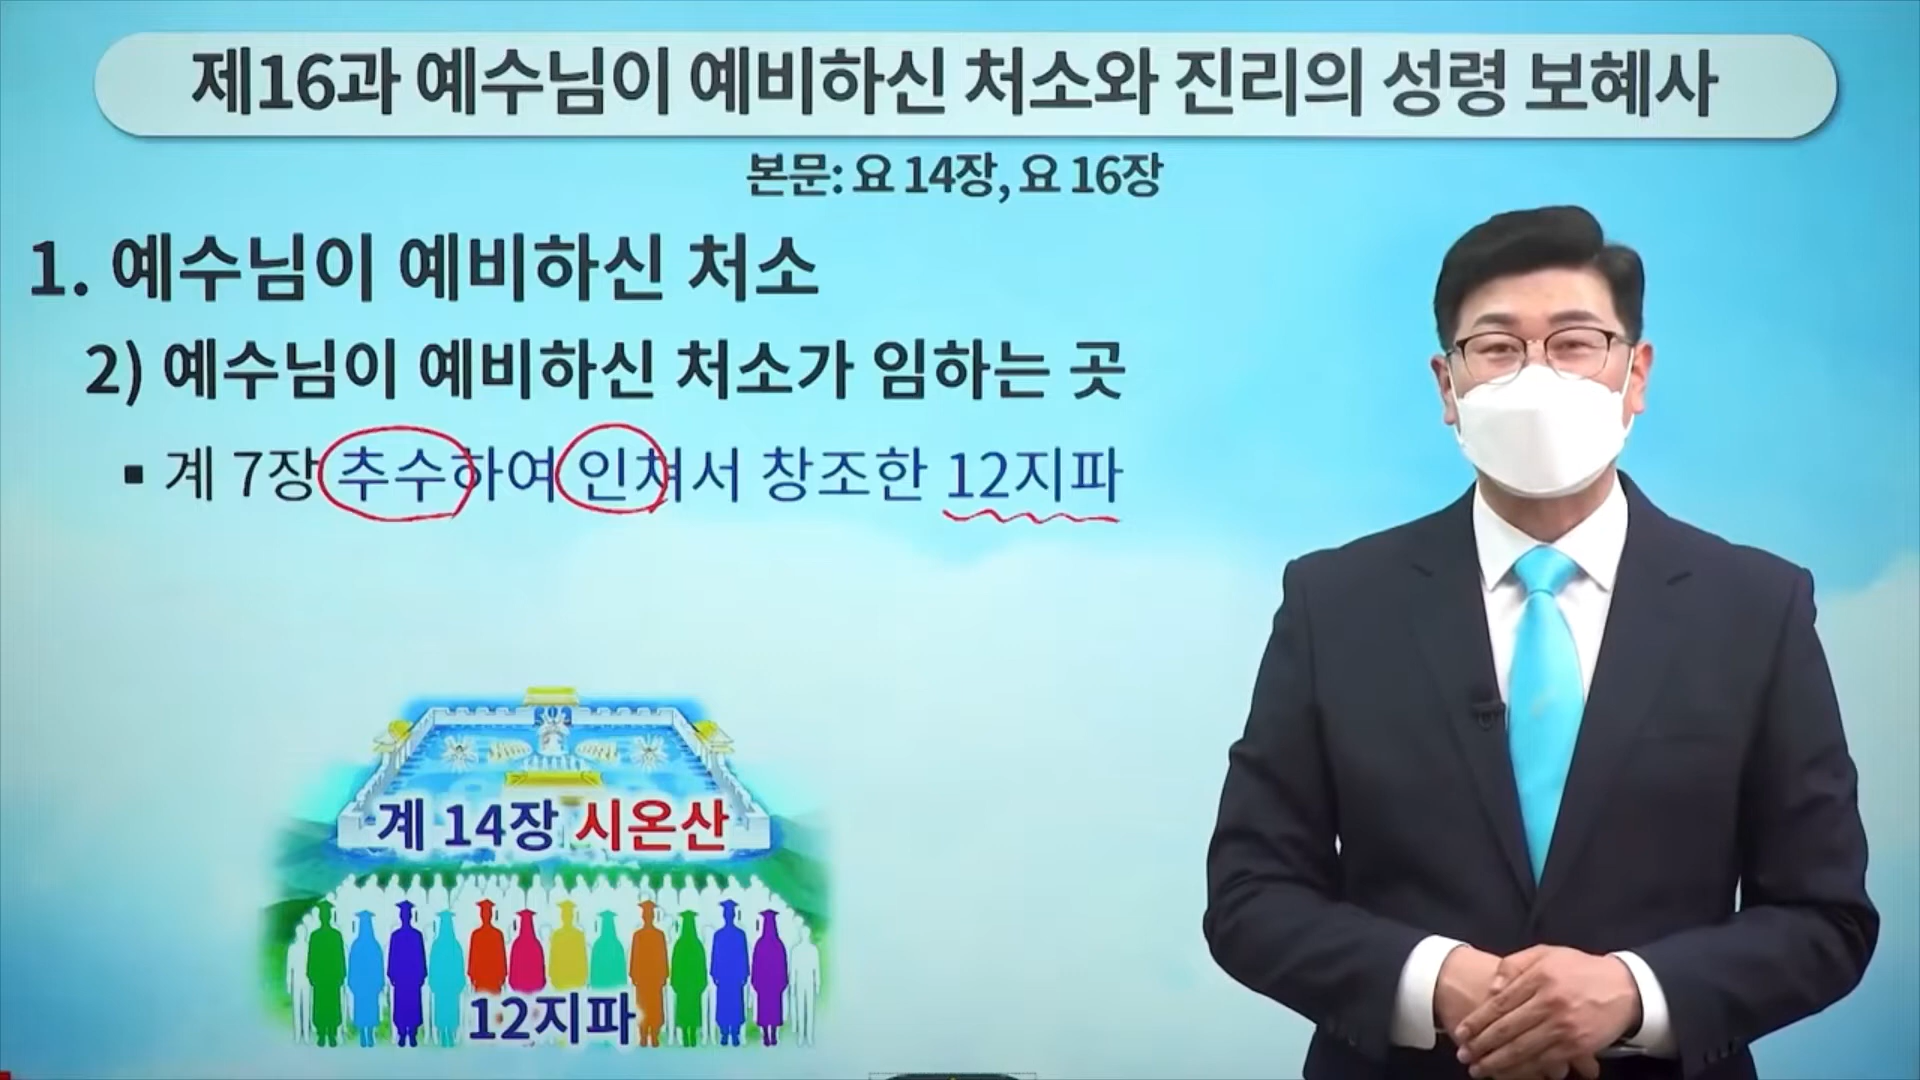 제16과 예수님이 예비하신 처소와 진리의 성령 보혜사
본문: 요 14장, 요 16장
1. 예수님이 예비하신 처소
2) 예수님이 예비하신 처소가 임하는 곳
▪ 계 7장 추수하여 인쳐서 창조한 12지파
계 14장 시온산
12지파